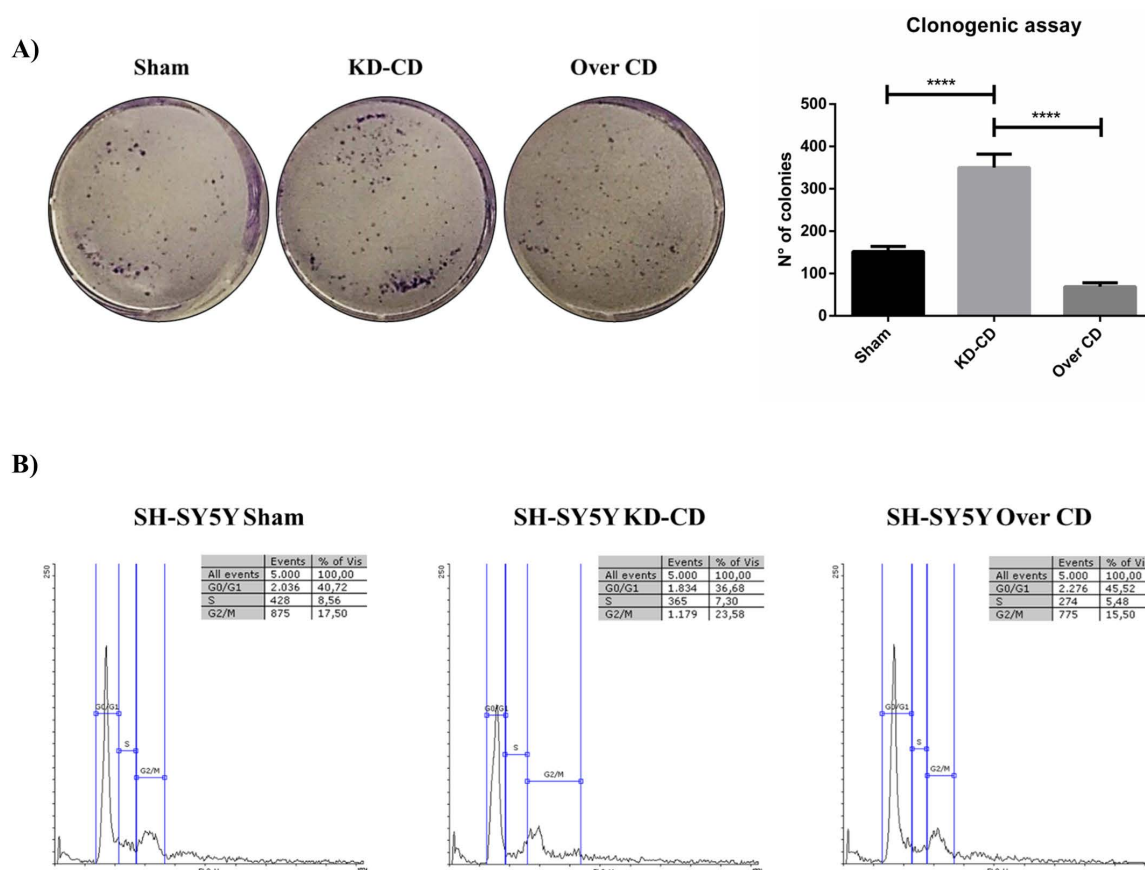 A)
Sham
KD-CD
Over CD
Clonogenic assay
****
****
N° of colonies
500
400
300
200
100
0
Sham
KD-CD
Over CD
B)
SH-SY5Y Sham
SH-SY5Y KD-CD
SH-SY5Y Over CD
250
Events % of Vis
All events 5.000 100,00
G0/G1 2.036 40,72
S 428 8,56
G2/M 875 17,50
G0/G1
S
G2/M
250
Events % of Vis
All events 5.000 100,00
G0/G1 1.834 36,68
S 365 7,30
G2/M 1.179 23,58
G0/G1
S
G2/M
250
Events % of Vis
All events 5.000 100,00
G0/G1 2.276 45,52
S 274 5,48
G2/M 775 15,50
G0/G1
S
G2/M